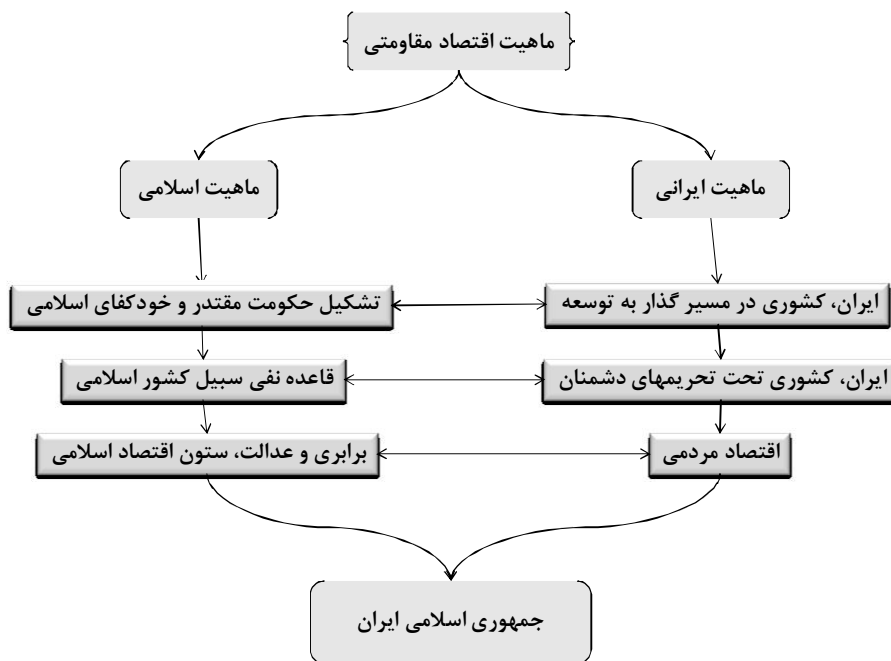 ماهیت اقتصاد مقاومتی
ماهیت ایرانی
ماهیت اسلامی
ایران، کشوری در مسیر گذار به توسعه
تشکیل حکومت مقتدر و خودکفای اسلامی
ایران، کشوری تحت تحریمهای دشمنان
قاعده نفی سبیل کشور اسلامی
اقتصاد مردمی
برابری و عدالت، ستون اقتصاد اسلامی
جمهوری اسلامی ایران